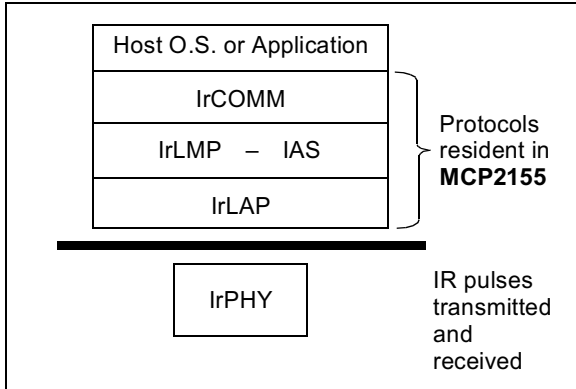 Host O.S. or Application
IrCOMM
IrLMP – IAS
IrLAP
Protocols
resident in
MCP2155
IrPHY
IR pulses
transmitted
and
received